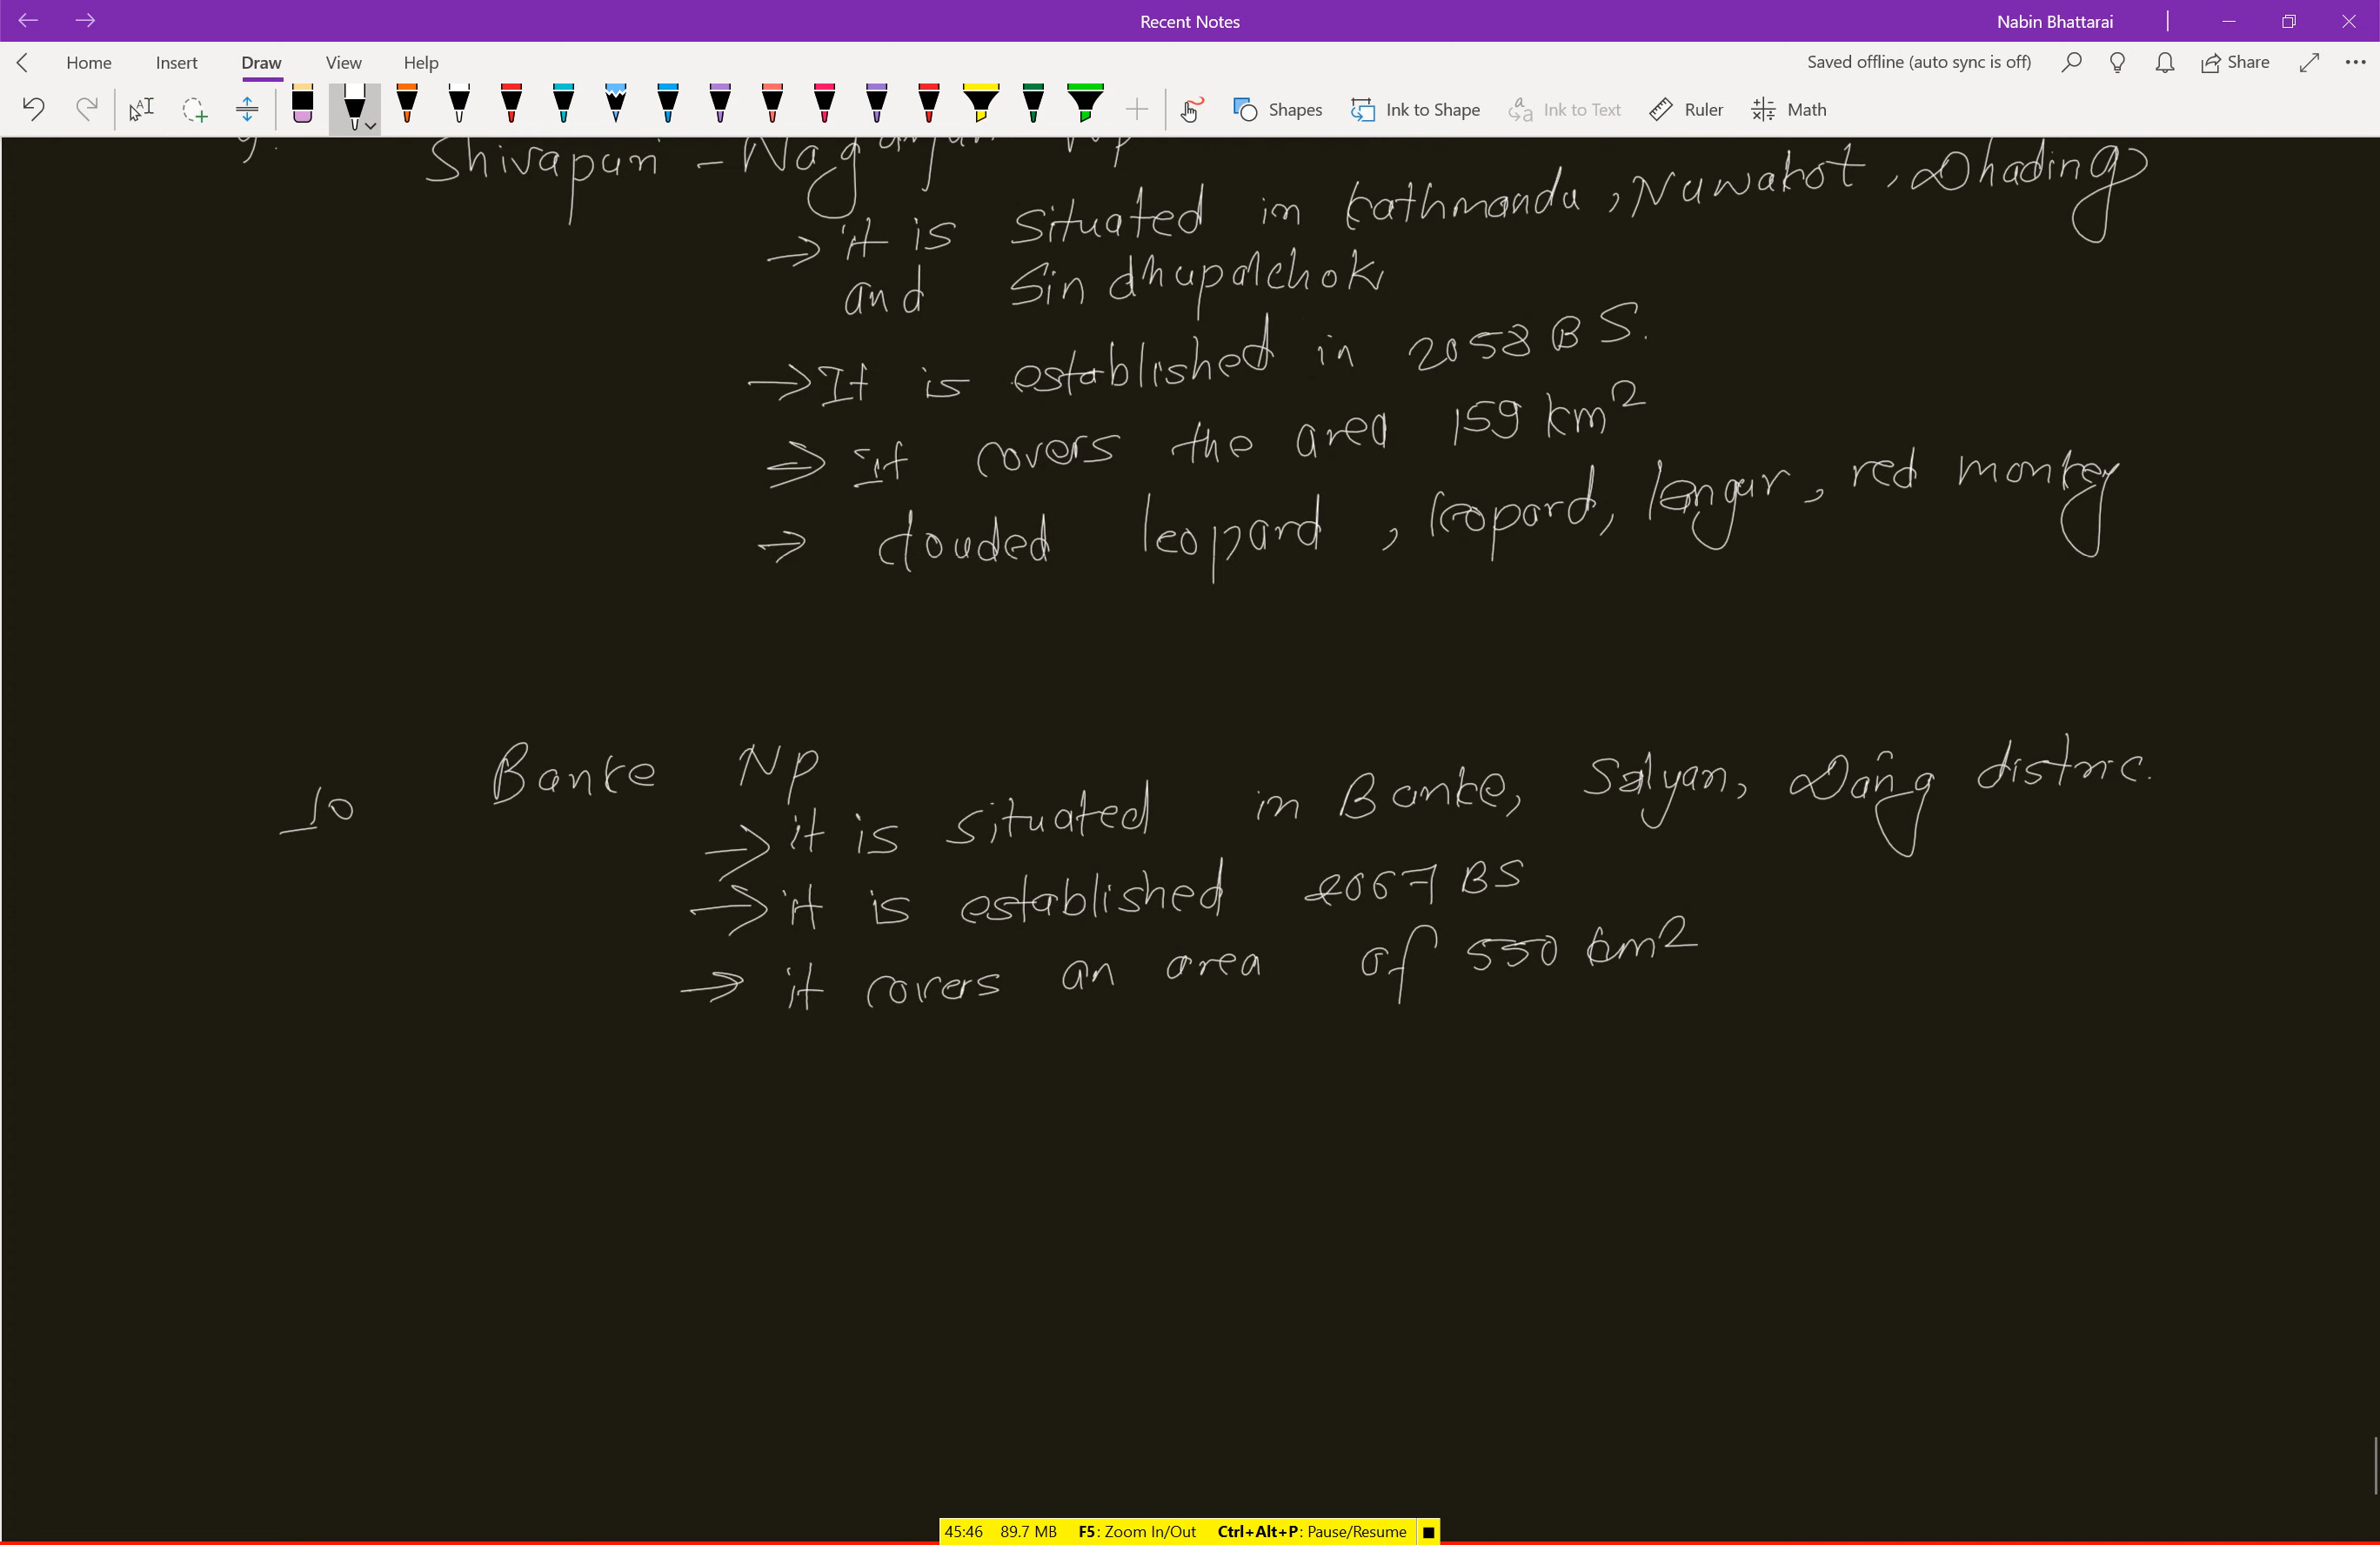 Recent Notes
Nabin Bhattarai
Home Insert Draw View Help
Saved offline (auto sync is off) Share
Shapes Ink to Shape Ink to Text Ruler Math
9. Shivapuri - Nagarjun Np
→ it is situated in kathmandu, Nuwakot, Dhading
and Sindhupalchok
→ It is established in 2058 BS.
→ It covers the area 159 km²
→ clouded leopard, leopard, langur, red monkey
10 Banke Np
→ it is situated in Banke, Salyan, Dang distric.
→ it is established 2067 BS
→ it covers an area of 550 km²
45:46 89.7 MB F5: Zoom In/Out Ctrl+Alt+P: Pause/Resume